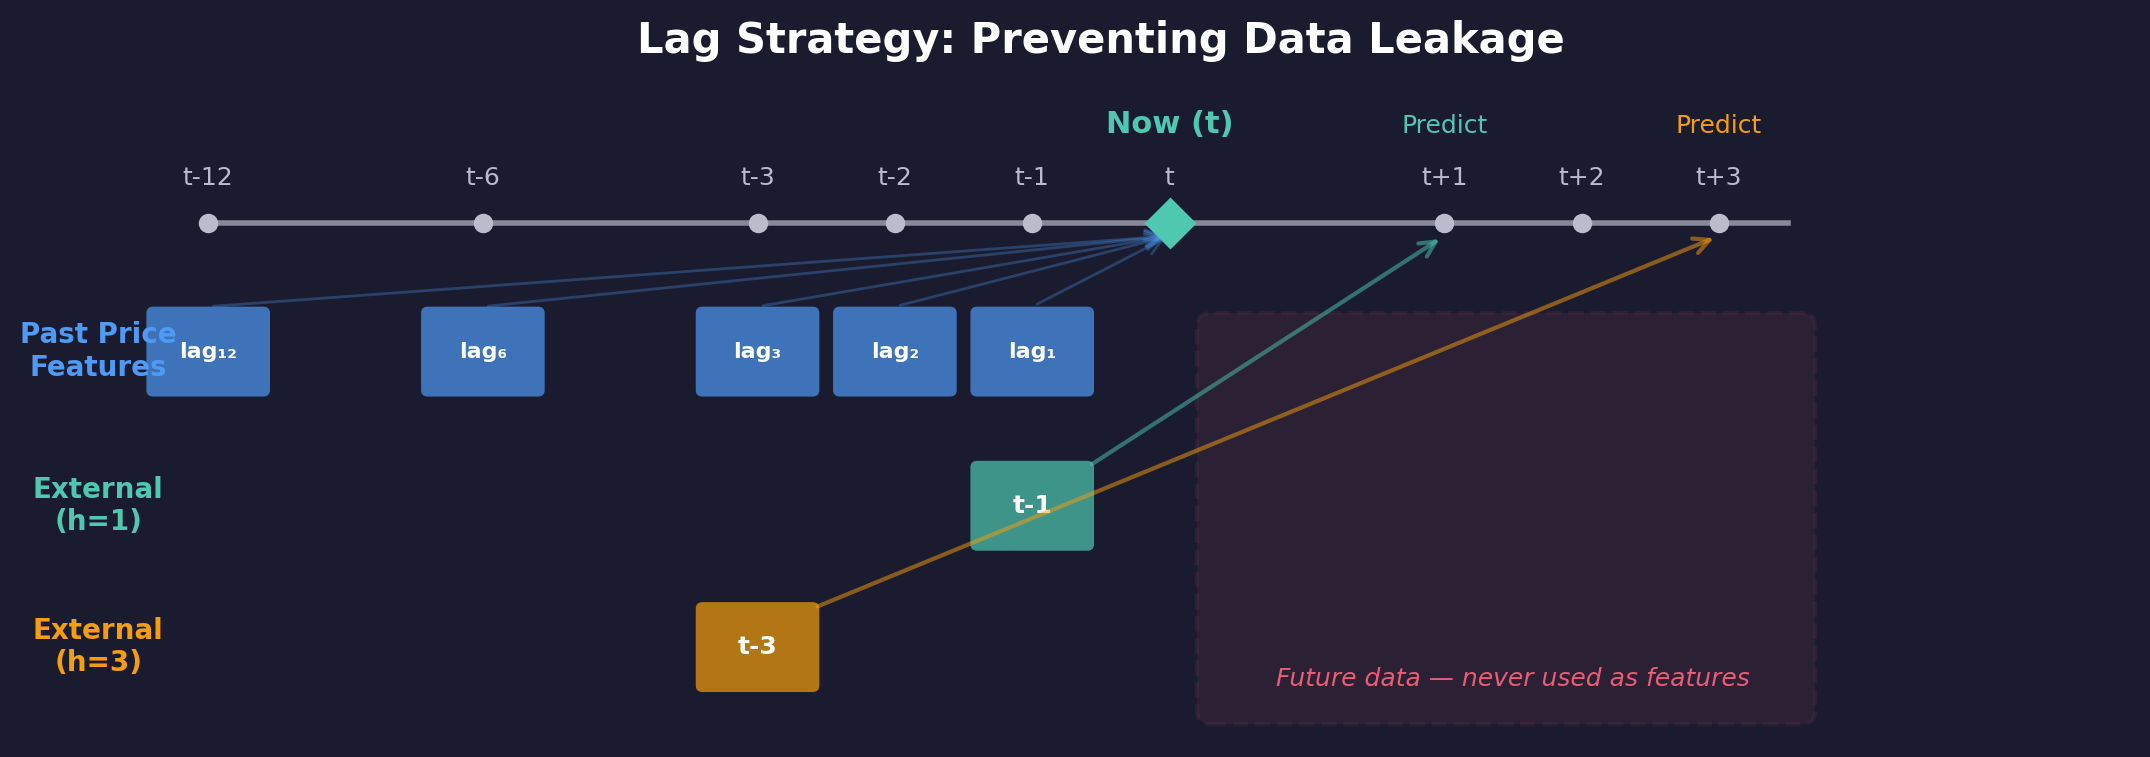 Lag Strategy: Preventing Data Leakage
Now (t)
Predict
Predict
t-12
t-6
t-3
t-2
t-1
t
t+1
t+2
t+3
Past Price
Features
lag₁₂
lag₆
lag₃
lag₂
lag₁
External
(h=1)
t-1
External
(h=3)
t-3
Future data — never used as features